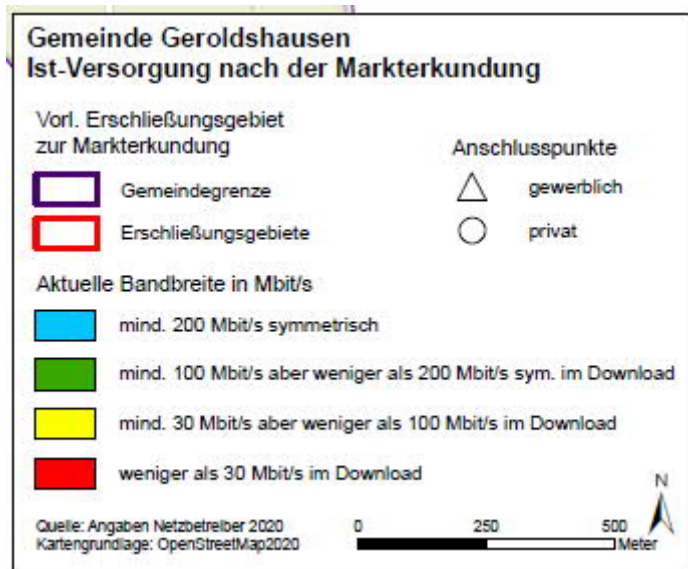 Gemeinde Geroldshausen
Ist-Versorgung nach der Markterkundung
Vorl. Erschließungsgebiet
zur Markterkundung
Gemeindegrenze
Erschließungsgebiete
Anschlusspunkte
gewerblich
privat
Aktuelle Bandbreite in Mbit/s
mind. 200 Mbit/s symmetrisch
mind. 100 Mbit/s aber weniger als 200 Mbit/s sym. im Download
mind. 30 Mbit/s aber weniger als 100 Mbit/s im Download
weniger als 30 Mbit/s im Download
Quelle: Angaben Netzbetreiber 2020
Kartengrundlage: OpenStreetMap2020
0 250 500
Meter
N